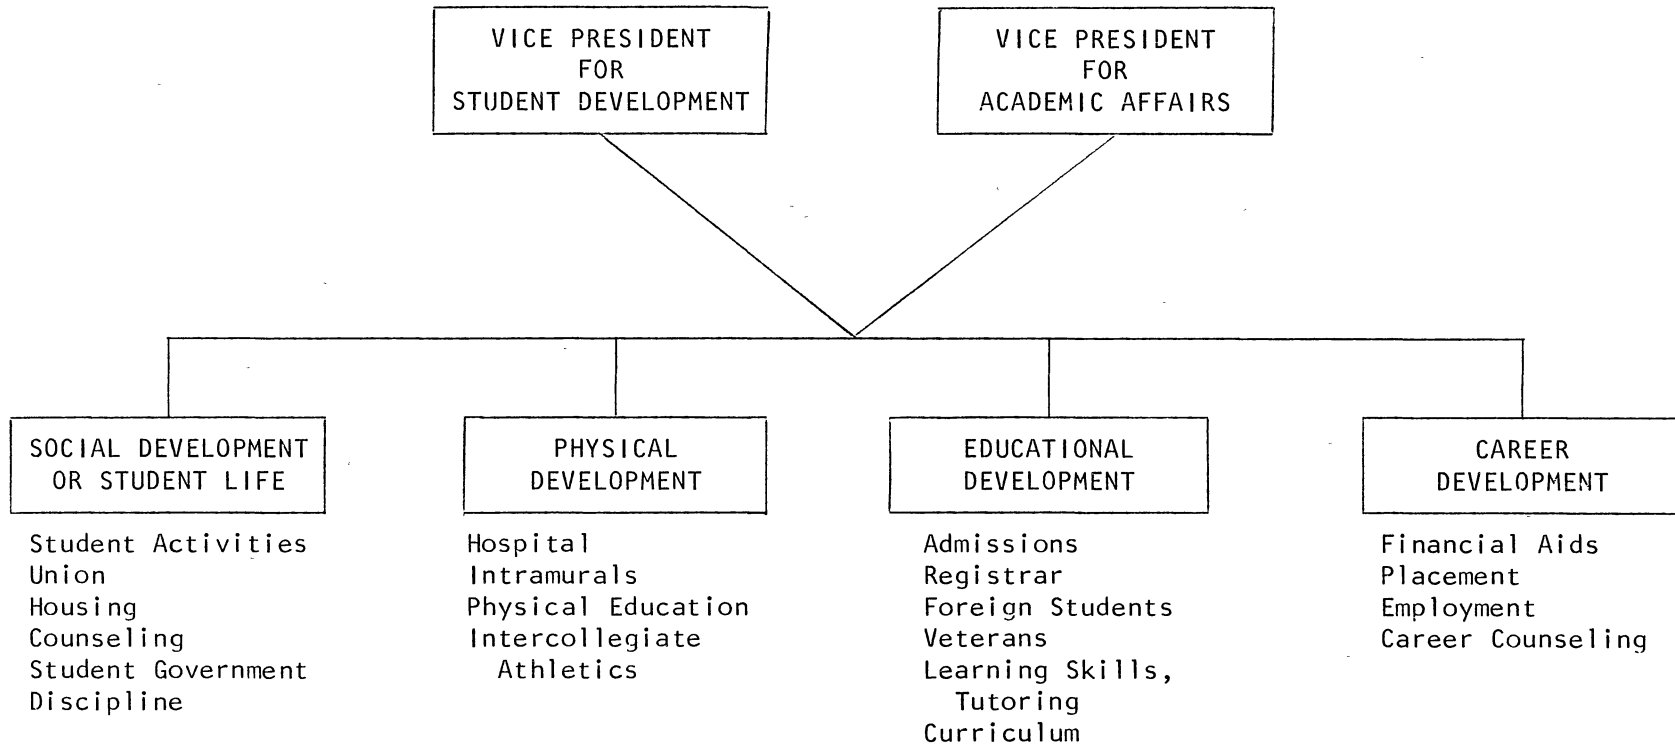 VICE PRESIDENT
FOR
STUDENT DEVELOPMENT
VICE PRESIDENT
FOR
ACADEMIC AFFAIRS
SOCIAL DEVELOPMENT
OR STUDENT LIFE
Student Activities
Union
Housing
Counseling
Student Government
Discipline
PHYSICAL
DEVELOPMENT
Hospital
Intramurals
Physical Education
Intercollegiate
Athletics
EDUCATIONAL
DEVELOPMENT
Admissions
Registrar
Foreign Students
Veterans
Learning Skills,
Tutoring
Curriculum
CAREER
DEVELOPMENT
Financial Aids
Placement
Employment
Career Counseling